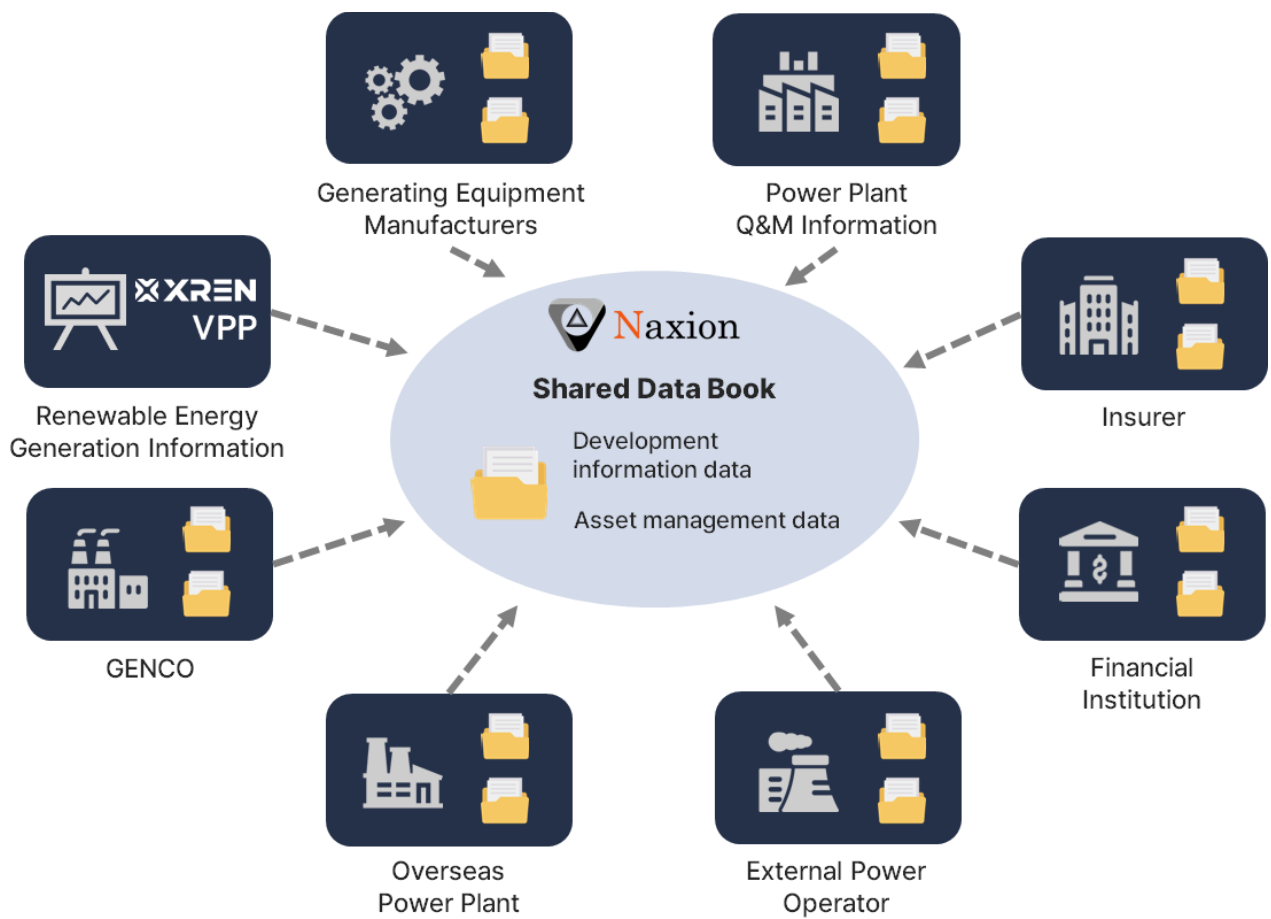 Generating Equipment
Manufacturers
Power Plant
Q&M Information
XREN
VPP
Renewable Energy
Generation Information
Naxion
Shared Data Book
Development
information data
Asset management data
Insurer
GENCO
Financial
Institution
Overseas
Power Plant
External Power
Operator